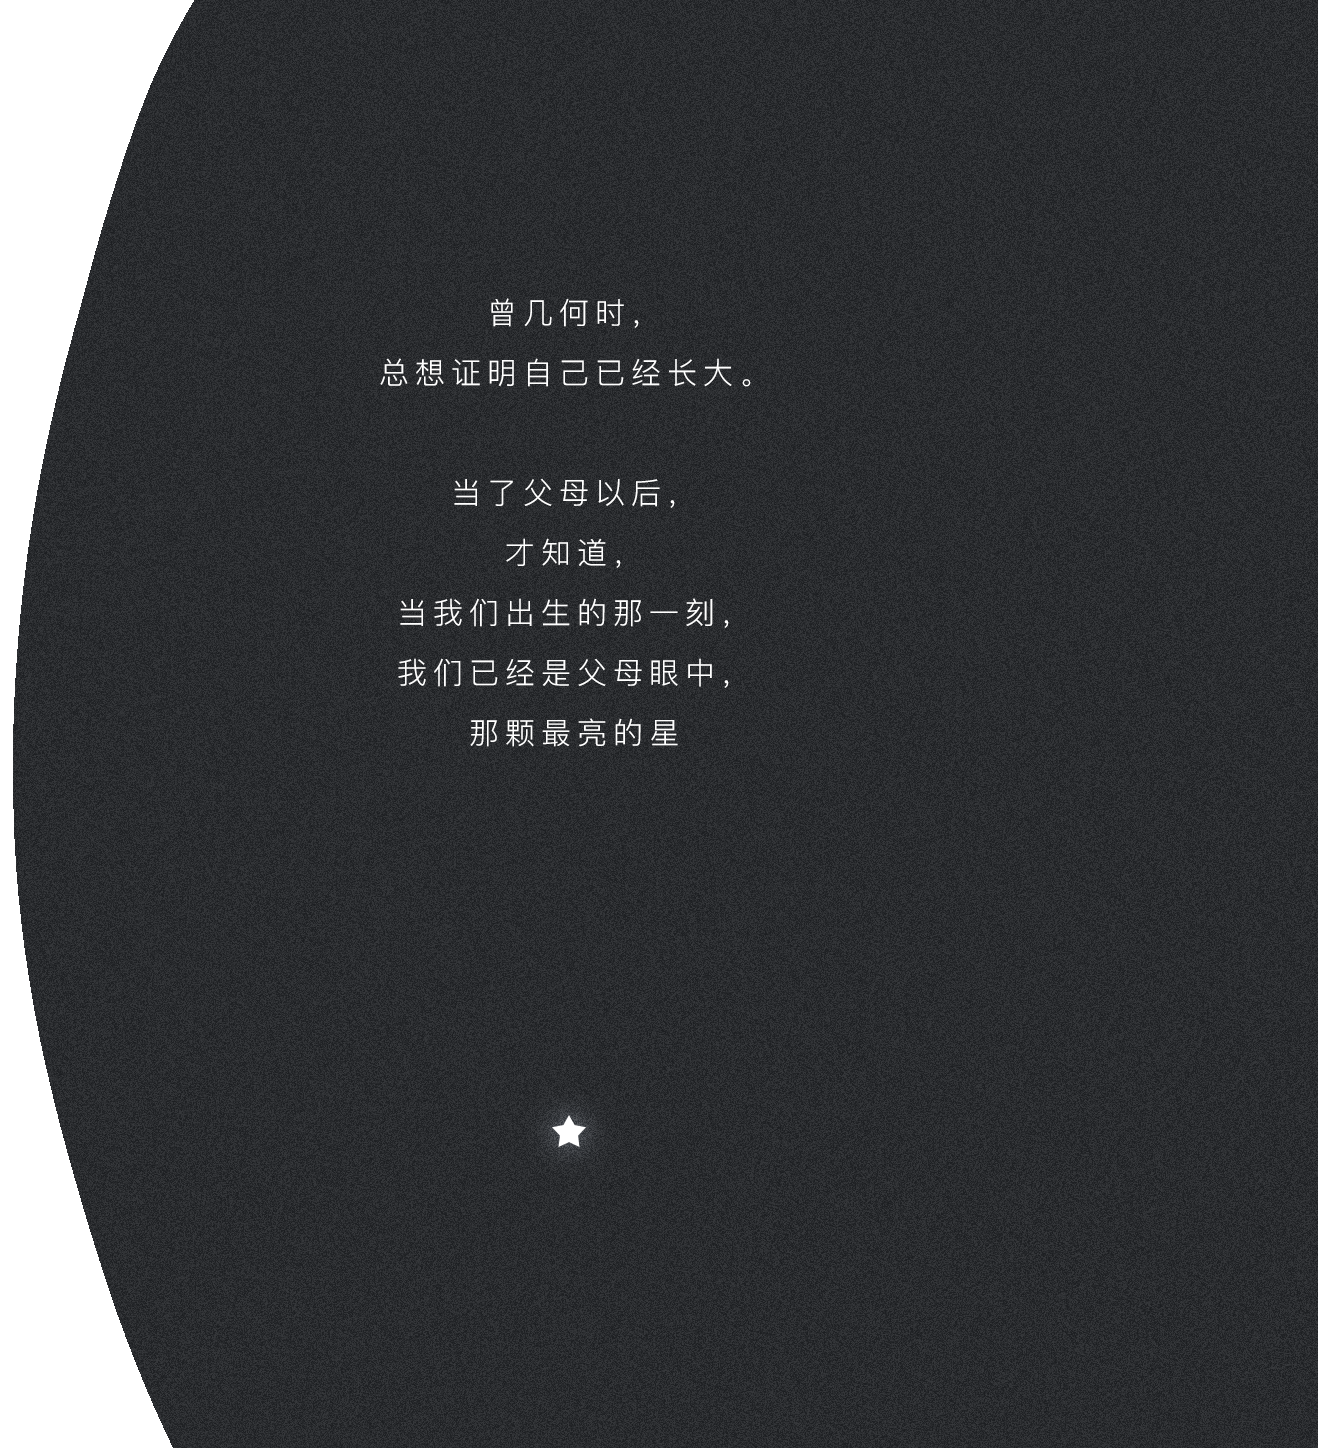 曾几何时，
总想证明自己已经长大。
当了父母以后，
才知道，
当我们出生的那一刻，
我们已经是父母眼中，
那颗最亮的星